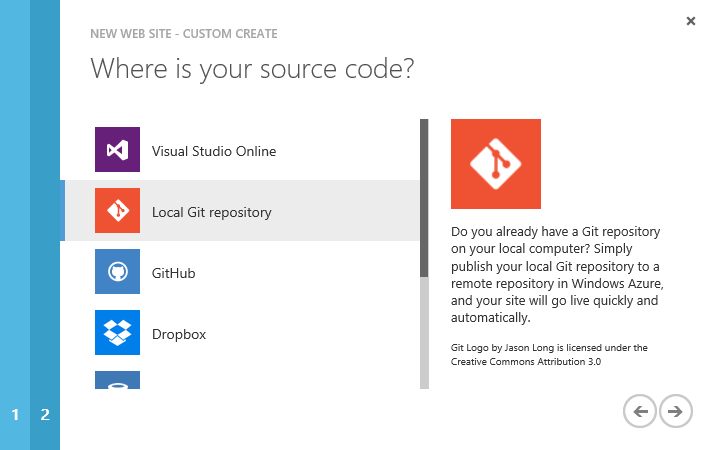 NEW WEB SITE - CUSTOM CREATE
Where is your source code?
Visual Studio Online
Local Git repository
GitHub
Dropbox
Do you already have a Git repository
on your local computer? Simply
publish your local Git repository to a
remote repository in Windows Azure,
and your site will go live quickly and
automatically.
Git Logo by Jason Long is licensed under the
Creative Commons Attribution 3.0
1 2